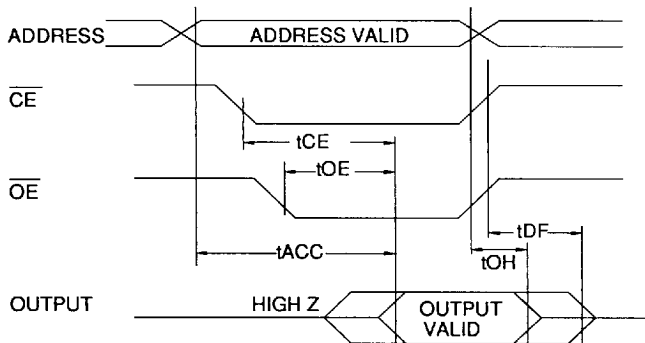 ADDRESS
ADDRESS VALID
CE
tCE
tOE
OE
tDF
tACC
tOH
OUTPUT
HIGH Z
OUTPUT
VALID